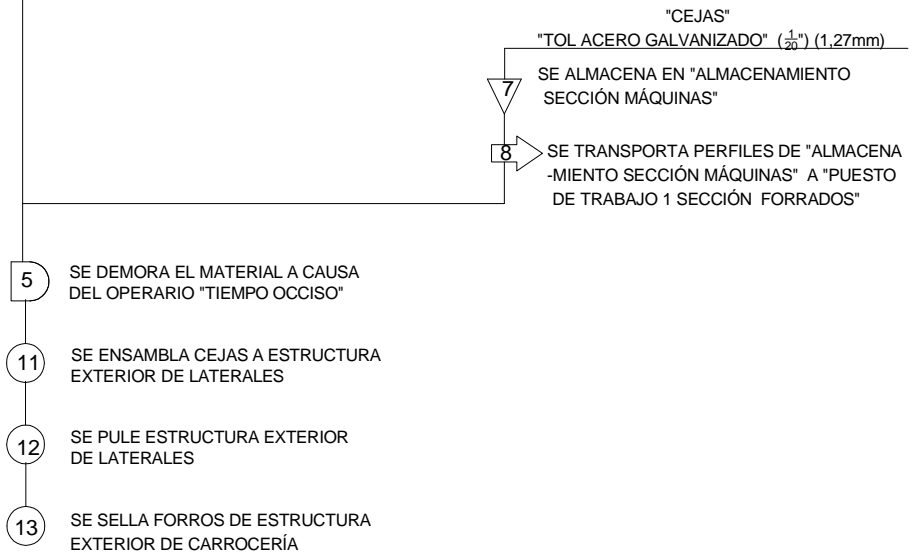 "CEJAS"
"TOL ACERO GALVANIZADO" (1/20") (1,27mm)
7
SE ALMACENA EN "ALMACENAMIENTO
SECCIÓN MÁQUINAS"
8
SE TRANSPORTA PERFILES DE "ALMACENA
-MIENTO SECCIÓN MÁQUINAS" A "PUESTO
DE TRABAJO 1 SECCIÓN FORRADOS"
5
SE DEMORA EL MATERIAL A CAUSA
DEL OPERARIO "TIEMPO OCCISO"
11
SE ENSAMBLA CEJAS A ESTRUCTURA
EXTERIOR DE LATERALES
12
SE PULE ESTRUCTURA EXTERIOR
DE LATERALES
13
SE SELLA FORROS DE ESTRUCTURA
EXTERIOR DE CARROCERÍA